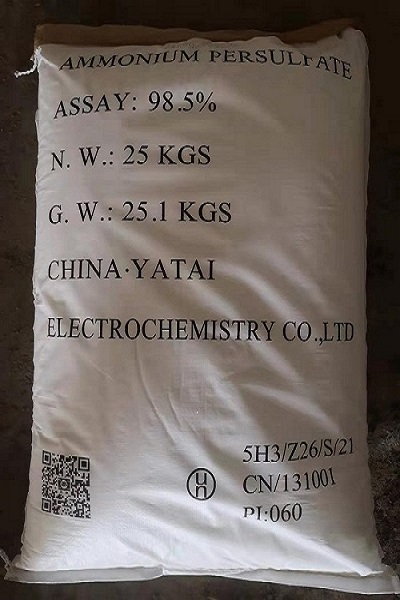 AMMONIUM PERSULFATE
ASSAY: 98.5%
N. W.: 25 KGS
G. W.: 25.1 KGS
CHINA·YATAI
ELECTROCHEMISTRY CO.,LTD
5H3/Z26/S/21
un
CN/131001
PI:060